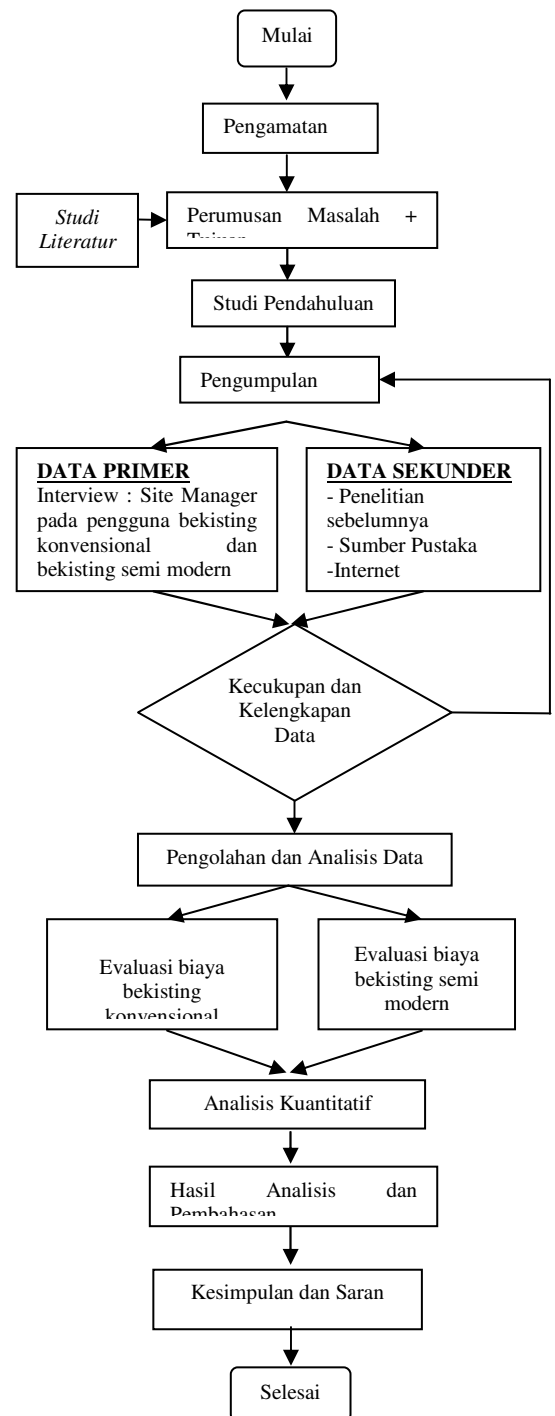 Mulai
Pengamatan
Studi
Literatur
Perumusan Masalah +
Studi Pendahuluan
Pengumpulan
DATA PRIMER
Interview : Site Manager
pada pengguna bekisting
konvensional dan
bekisting semi modern
DATA SEKUNDER
- Penelitian
sebelumnya
- Sumber Pustaka
-Internet
Kecukupan dan
Kelengkapan
Data
Pengolahan dan Analisis Data
Evaluasi biaya
bekisting
konvensional
Evaluasi biaya
bekisting semi
modern
Analisis Kuantitatif
Hasil Analisis dan
Pembahasan
Kesimpulan dan Saran
Selesai